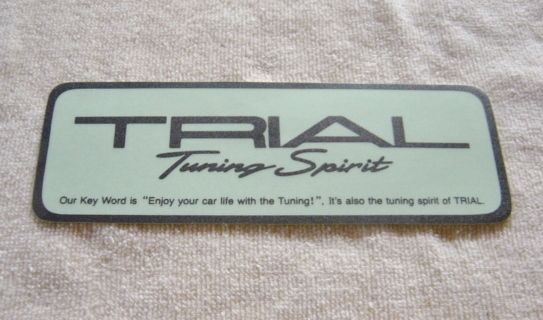 TRIAL
Tuning Spirit
Our Key Word is "Enjoy your car life with the Tuning!", It's also the tuning spirit of TRIAL.